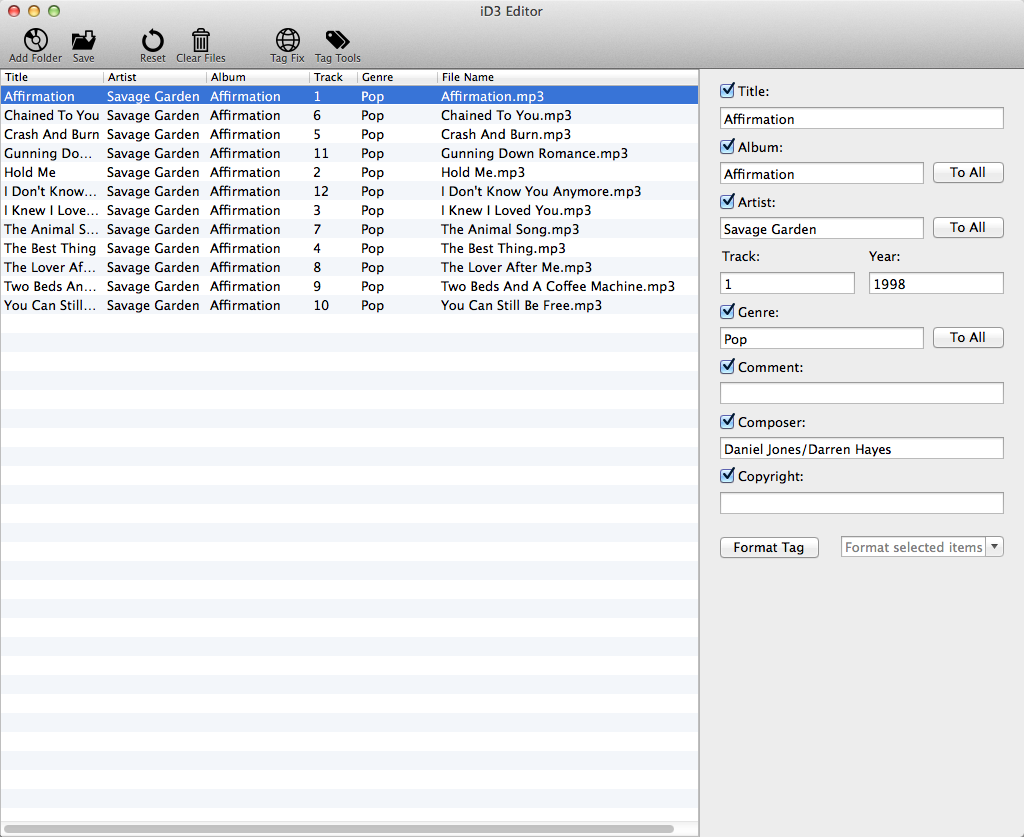 iD3 Editor
Add Folder Save Reset Clear Files Tag Fix Tag Tools
Title Artist Album Track Genre File Name
Affirmation Savage Garden Affirmation 1 Pop Affirmation.mp3
Chained To You Savage Garden Affirmation 6 Pop Chained To You.mp3
Crash And Burn Savage Garden Affirmation 5 Pop Crash And Burn.mp3
Gunning Do... Savage Garden Affirmation 11 Pop Gunning Down Romance.mp3
Hold Me Savage Garden Affirmation 2 Pop Hold Me.mp3
I Don't Know... Savage Garden Affirmation 12 Pop I Don't Know You Anymore.mp3
I Knew I Love... Savage Garden Affirmation 3 Pop I Knew I Loved You.mp3
The Animal S... Savage Garden Affirmation 7 Pop The Animal Song.mp3
The Best Thing Savage Garden Affirmation 4 Pop The Best Thing.mp3
The Lover Af... Savage Garden Affirmation 8 Pop The Lover After Me.mp3
Two Beds An... Savage Garden Affirmation 9 Pop Two Beds And A Coffee Machine.mp3
You Can Still... Savage Garden Affirmation 10 Pop You Can Still Be Free.mp3
Title:
Affirmation
Album:
Affirmation To All
Artist:
Savage Garden To All
Track: Year:
1 1998
Genre:
Pop To All
Comment:
Composer:
Daniel Jones/Darren Hayes
Copyright:
Format Tag Format selected items